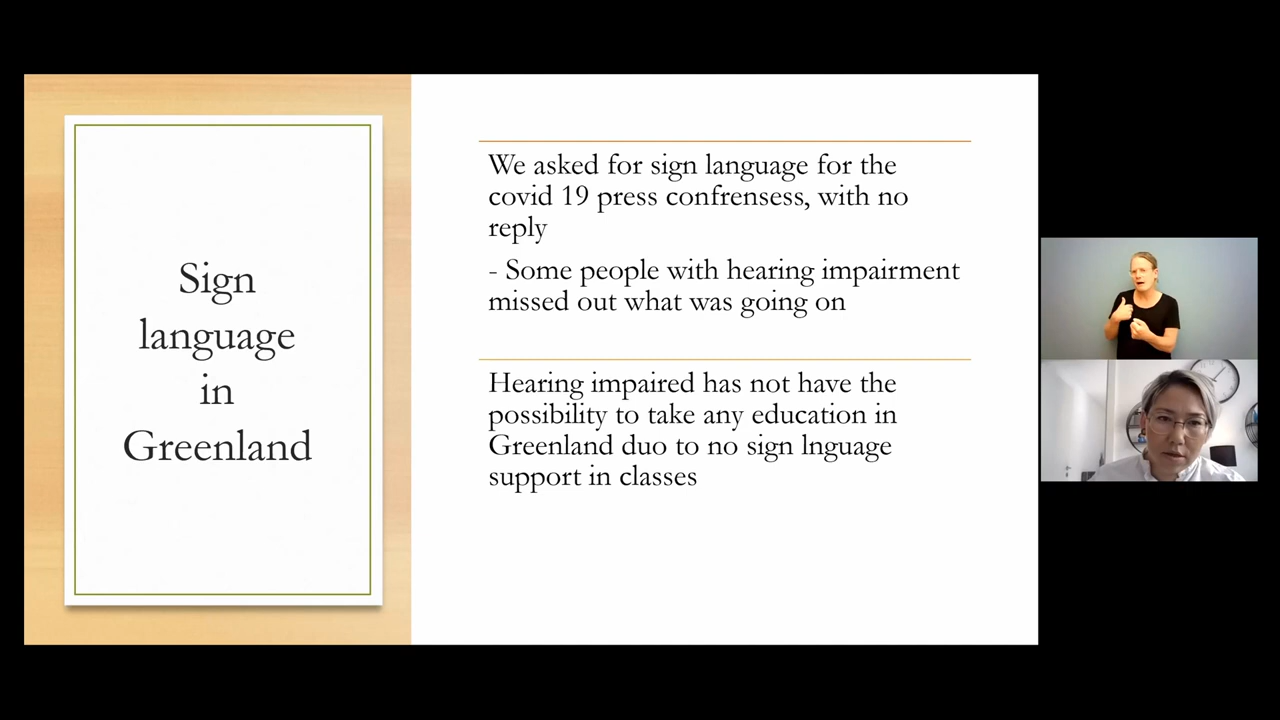 Sign
language
in
Greenland
We asked for sign language for the
covid 19 press confrensess, with no
reply
- Some people with hearing impairment
missed out what was going on
Hearing impaired has not have the
possibility to take any education in
Greenland duo to no sign lnguage
support in classes